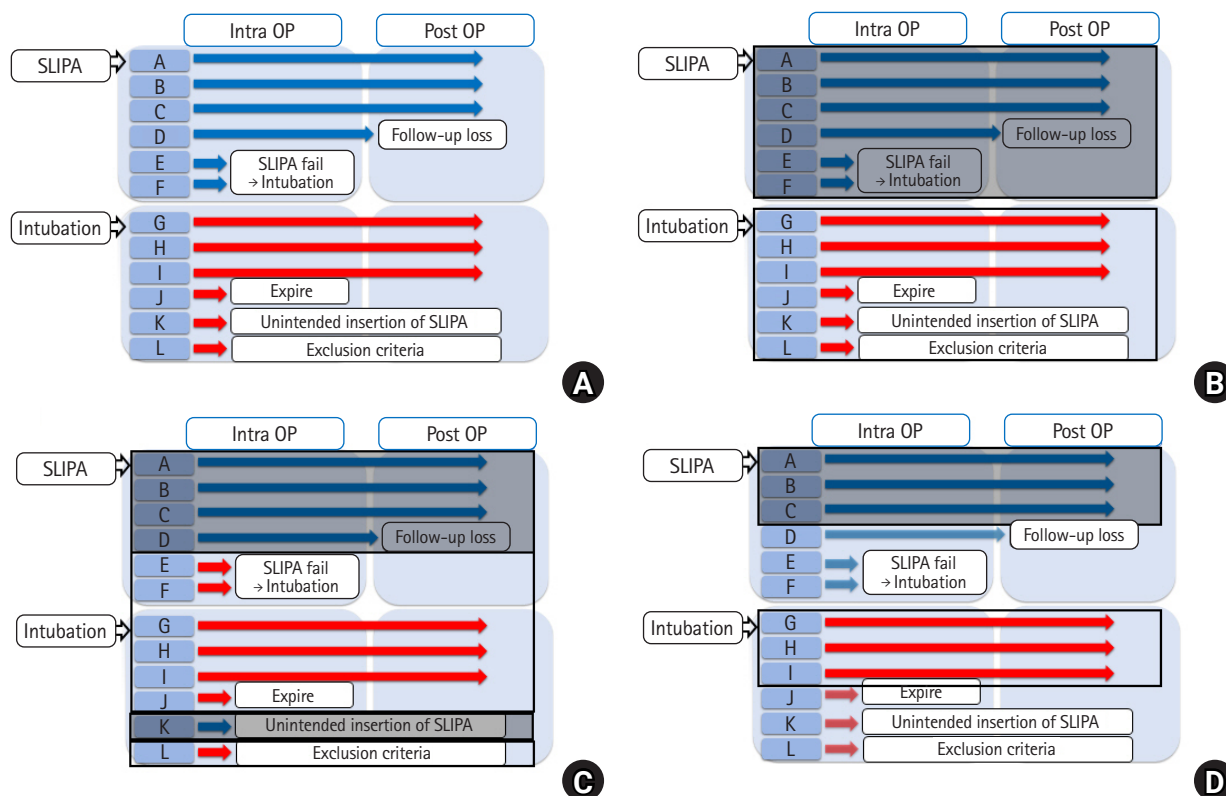 Intra OP Post OP
SLIPA
A
B
C
D Follow-up loss
E SLIPA fail
F → Intubation
Intubation
G
H
I
J Expire
K Unintended insertion of SLIPA
L Exclusion criteria
A
Intra OP Post OP
SLIPA
A
B
C
D Follow-up loss
E SLIPA fail
F → Intubation
Intubation
G
H
I
J Expire
K Unintended insertion of SLIPA
L Exclusion criteria
B
Intra OP Post OP
SLIPA
A
B
C
D Follow-up loss
E SLIPA fail
F → Intubation
Intubation
G
H
I
J Expire
K Unintended insertion of SLIPA
L Exclusion criteria
C
Intra OP Post OP
SLIPA
A
B
C
D Follow-up loss
E SLIPA fail
F → Intubation
Intubation
G
H
I
J Expire
K Unintended insertion of SLIPA
L Exclusion criteria
D